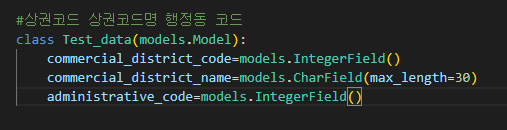 #상권코드 상권코드명 행정동 코드
class Test_data(models.Model):
    commercial_district_code=models.IntegerField()
    commercial_district_name=models.CharField(max_length=30)
    administrative_code=models.IntegerField()